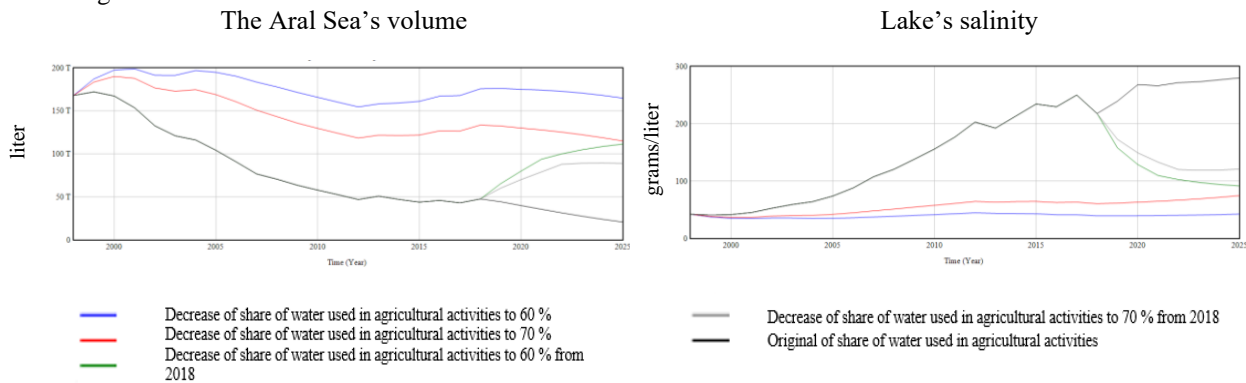 The Aral Sea's volume
Lake's salinity
200 T
150 T
100 T
50 T
0
liter
2000
2005
2010
2015
2020
2025
Time (Year)
300
200
100
0
grams/liter
2000
2005
2010
2015
2020
2025
Time (Year)
Decrease of share of water used in agricultural activities to 60 %
Decrease of share of water used in agricultural activities to 70 %
Decrease of share of water used in agricultural activities to 60 % from
2018
Decrease of share of water used in agricultural activities to 70 % from 2018
Original of share of water used in agricultural activities